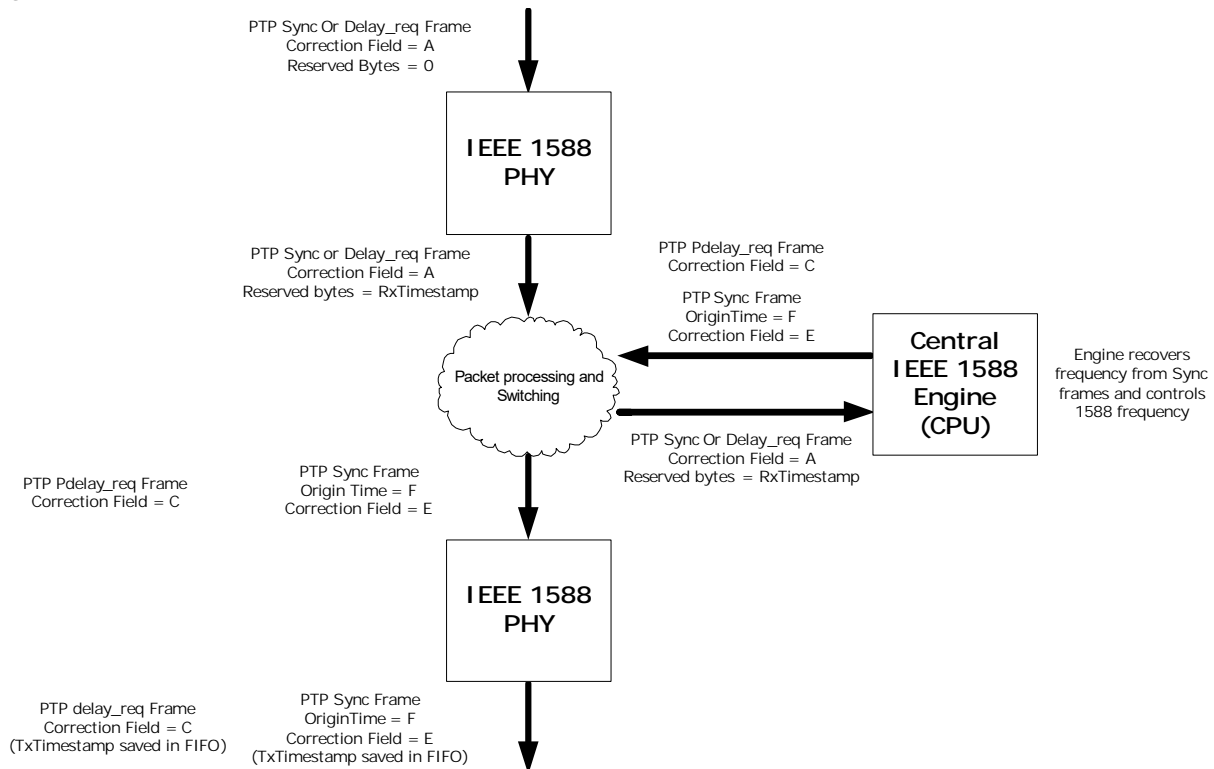 PTP Sync Or Delay_req Frame
Correction Field = A
Reserved Bytes = 0
IEEE 1588
PHY
PTP Sync or Delay_req Frame
Correction Field = A
Reserved bytes = RxTimestamp
PTP Pdelay_req Frame
Correction Field = C
PTP Sync Frame
OriginTime = F
Correction Field = E
Central
IEEE 1588
Engine
(CPU)
Engine recovers
frequency from Sync
frames and controls
1588 frequency
Packet processing and
Switching
PTP Sync Or Delay_req Frame
Correction Field = A
Reserved bytes = RxTimestamp
PTP Pdelay_req Frame
Correction Field = C
PTP Sync Frame
Origin Time = F
Correction Field = E
IEEE 1588
PHY
PTP delay_req Frame
Correction Field = C
(TxTimestamp saved in FIFO)
PTP Sync Frame
OriginTime = F
Correction Field = E
(TxTimestamp saved in FIFO)